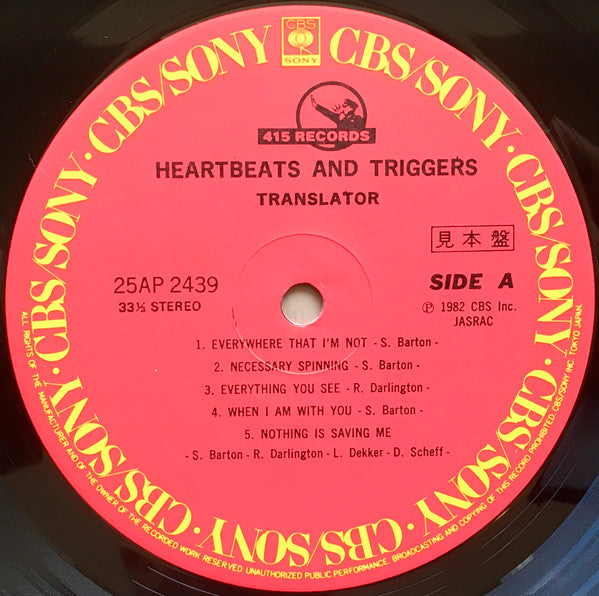 CBS
SONY
CBS/SONY · CBS/SONY · CBS/SONY · CBS/SONY · CBS/SONY · CBS/SONY · CBS/SONY · CBS/SONY
415 RECORDS
HEARTBEATS AND TRIGGERS
TRANSLATOR
見本盤
25AP 2439
SIDE A
33⅓ STEREO
Ⓟ 1982 CBS Inc.
JASRAC
1. EVERYWHERE THAT I'M NOT - S. Barton -
2. NECESSARY SPINNING - S. Barton -
3. EVERYTHING YOU SEE - R. Darlington -
4. WHEN I AM WITH YOU - S. Barton -
5. NOTHING IS SAVING ME
- S. Barton - R. Darlington - L. Dekker - D. Scheff -
ALL RIGHTS OF THE MANUFACTURER AND OF THE OWNER OF THE RECORDED WORK RESERVED UNAUTHORIZED PUBLIC PERFORMANCE, BROADCASTING AND COPYING OF THIS RECORD PROHIBITED CBS/SONY INC. TOKYO JAPAN.